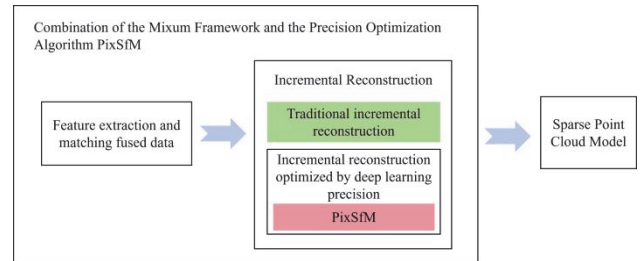 Combination of the Mixum Framework and the Precision Optimization
Algorithm PixSfM
Feature extraction and
matching fused data
Incremental Reconstruction
Traditional incremental
reconstruction
Incremental reconstruction
optimized by deep learning
precision
PixSfM
Sparse Point
Cloud Model